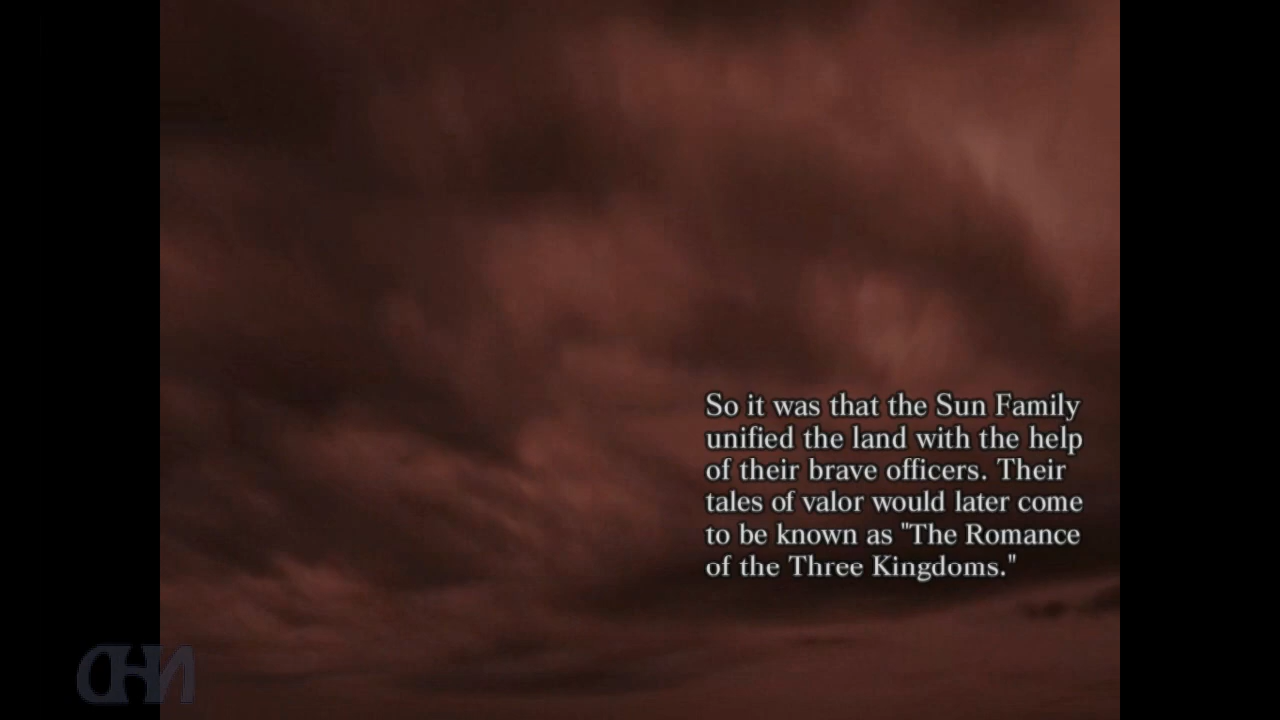 So it was that the Sun Family
unified the land with the help
of their brave officers. Their
tales of valor would later come
to be known as "The Romance
of the Three Kingdoms."